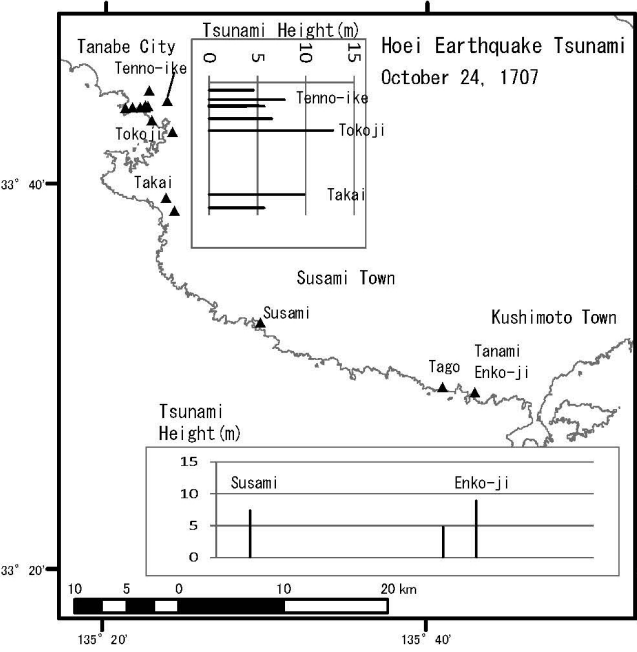 Tsunami Height(m)
0 5 10 15
Hoei Earthquake Tsunami
October 24, 1707
Tanabe City
Tenno-ike
Tenno-ike
Tokoji
Tokoji
33° 40'
Takai
Takai
Susami Town
Susami
Kushimoto Town
Tago
Tanami
Enko-ji
Tsunami
Height(m)
15
10
5
0
Susami
Enko-ji
33° 20'
10 5 0 10 20 km
135° 20'
135° 40'